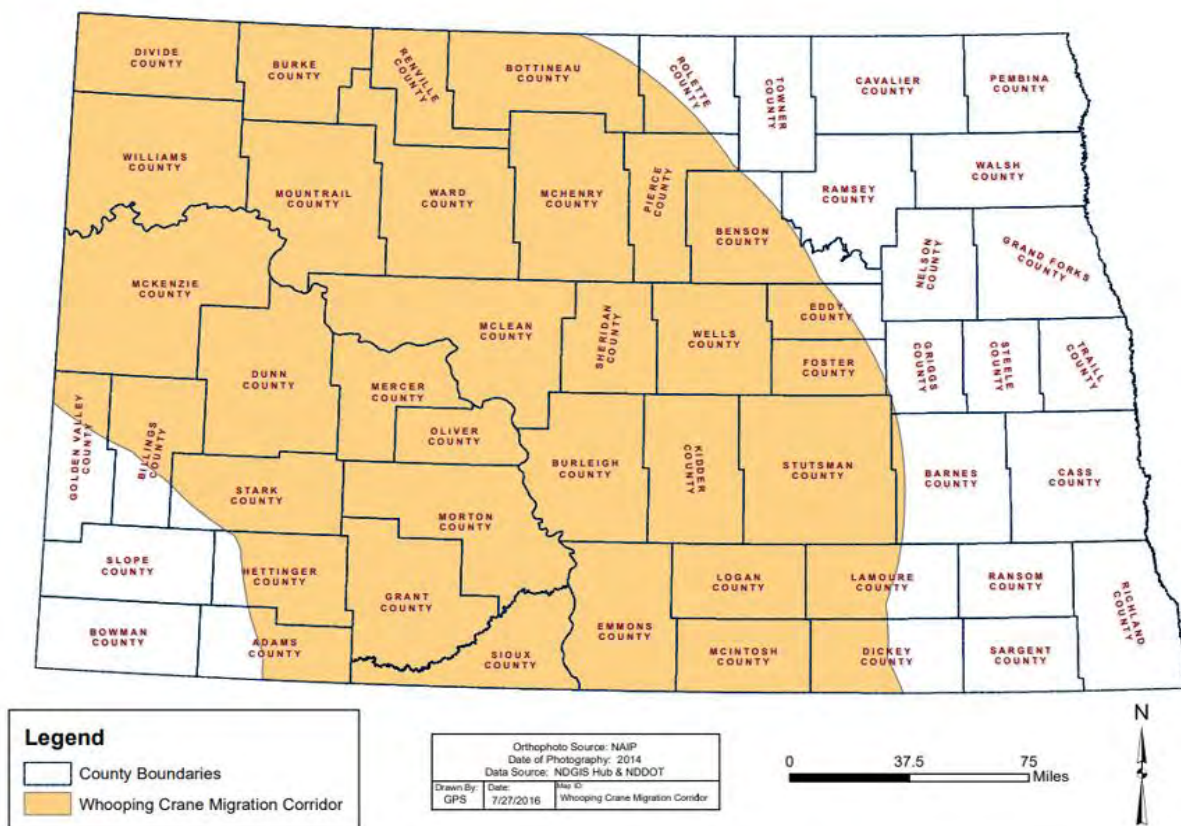 DIVIDE
COUNTY
BURKE
COUNTY
RENVILLE
COUNTY
BOTTINEAU
COUNTY
ROLETTE
COUNTY
TOWNER
COUNTY
CAVALIER
COUNTY
PEMBINA
COUNTY
WILLIAMS
COUNTY
MOUNTRAIL
COUNTY
WARD
COUNTY
MCHENRY
COUNTY
PIERCE
COUNTY
BENSON
COUNTY
RAMSEY
COUNTY
WALSH
COUNTY
MCKENZIE
COUNTY
NELSON
COUNTY
GRAND FORKS
COUNTY
DUNN
COUNTY
MCLEAN
COUNTY
SHERIDAN
COUNTY
WELLS
COUNTY
EDDY
COUNTY
FOSTER
COUNTY
GRIGGS
COUNTY
STEELE
COUNTY
TRAILL
COUNTY
MERCER
COUNTY
OLIVER
COUNTY
GOLDEN VALLEY
COUNTY
BILLINGS
COUNTY
STARK
COUNTY
MORTON
COUNTY
BURLEIGH
COUNTY
KIDDER
COUNTY
STUTSMAN
COUNTY
BARNES
COUNTY
CASS
COUNTY
SLOPE
COUNTY
HETTINGER
COUNTY
GRANT
COUNTY
LOGAN
COUNTY
LAMOURE
COUNTY
RANSOM
COUNTY
RICHLAND
COUNTY
BOWMAN
COUNTY
ADAMS
COUNTY
SIOUX
COUNTY
EMMONS
COUNTY
MCINTOSH
COUNTY
DICKEY
COUNTY
SARGENT
COUNTY
Legend
County Boundaries
Whooping Crane Migration Corridor
Orthophoto Source: NAIP
Date of Photography: 2014
Data Source: NDGIS Hub & NDDOT
Drawn By:
GPS
Date:
7/27/2016
Map ID:
Whooping Crane Migration Corridor
0 37.5 75
Miles
N